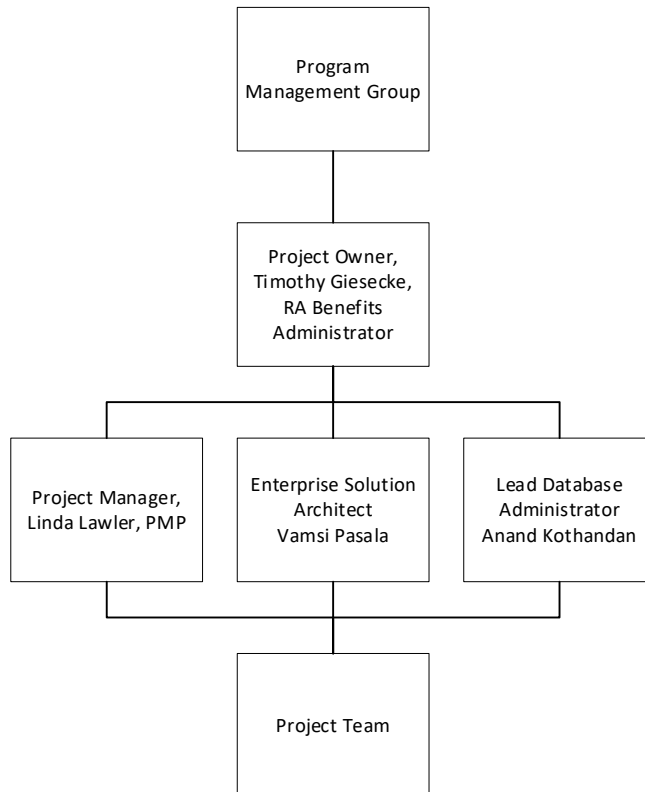 Program
Management Group
Project Owner,
Timothy Giesecke,
RA Benefits
Administrator
Project Manager,
Linda Lawler, PMP
Enterprise Solution
Architect
Vamsi Pasala
Lead Database
Administrator
Anand Kothandan
Project Team